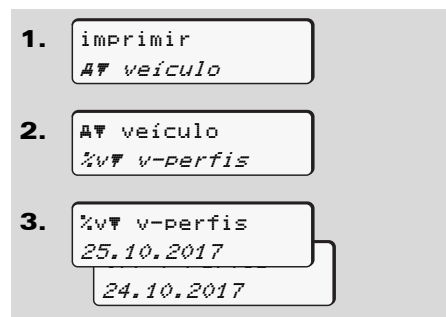 1.
imprimir
A▼ veículo
2.
A▼ veículo
%v▼ v-perfis
3.
%v▼ v-perfis
25.10.2017
24.10.2017